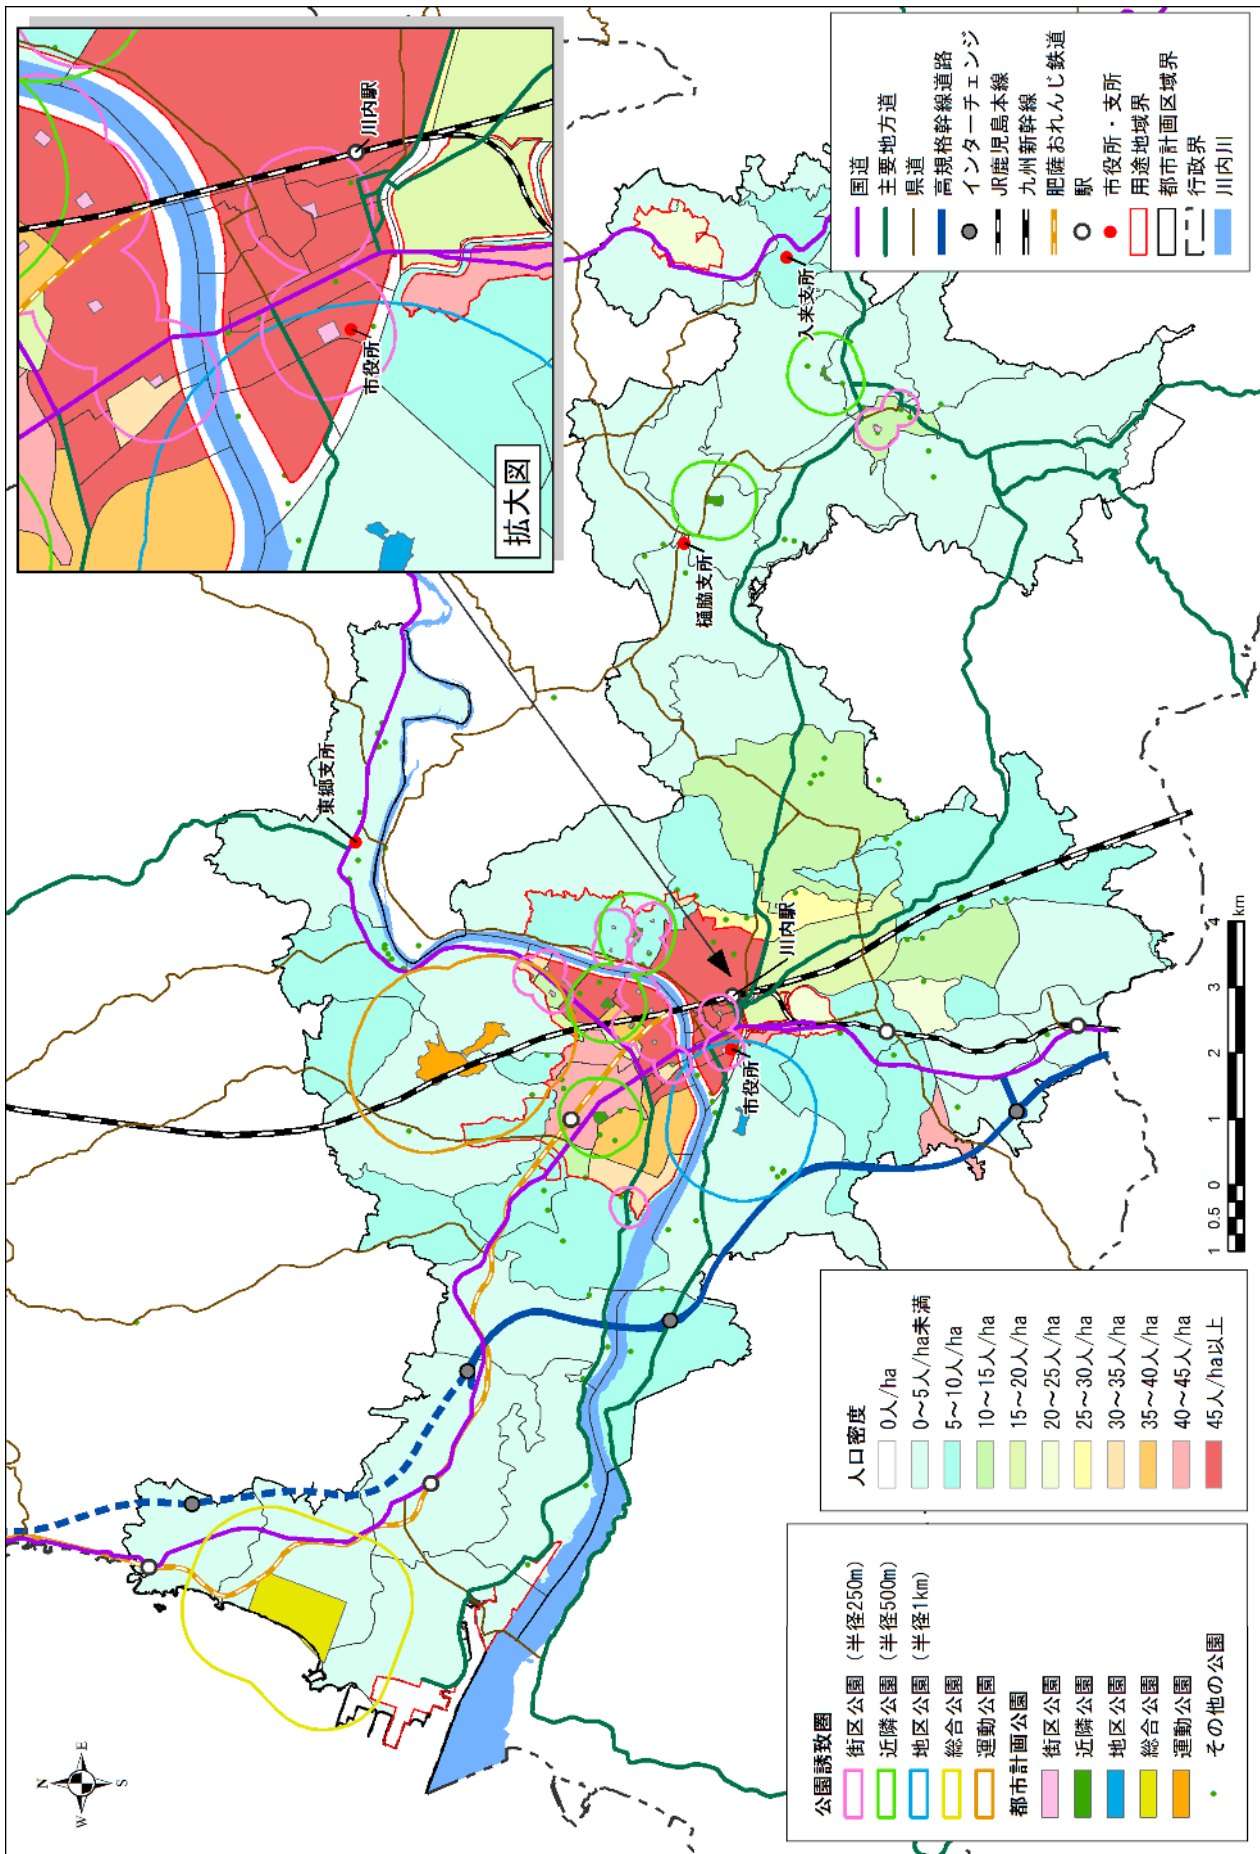 拡大図
川内駅
市役所
国道
主要地方道
県道
高規格幹線道路
インターチェンジ
JR鹿児島本線
九州新幹線
肥薩おれんじ鉄道
駅
市役所・支所
用途地域界
都市計画区域界
行政界
川内川
東郷支所
樋脇支所
入来支所
川内駅
市役所
N
W
E
S
公園誘致圏
街区公園（半径250m）
近隣公園（半径500m）
地区公園（半径1km）
総合公園
運動公園
都市計画公園
街区公園
近隣公園
地区公園
総合公園
運動公園
その他の公園
人口密度
0人/ha
0～5人/ha未満
5～10人/ha
10～15人/ha
15～20人/ha
20～25人/ha
25～30人/ha
30～35人/ha
35～40人/ha
40～45人/ha
45人/ha以上
1 0.5 0 1 2 3 4
km